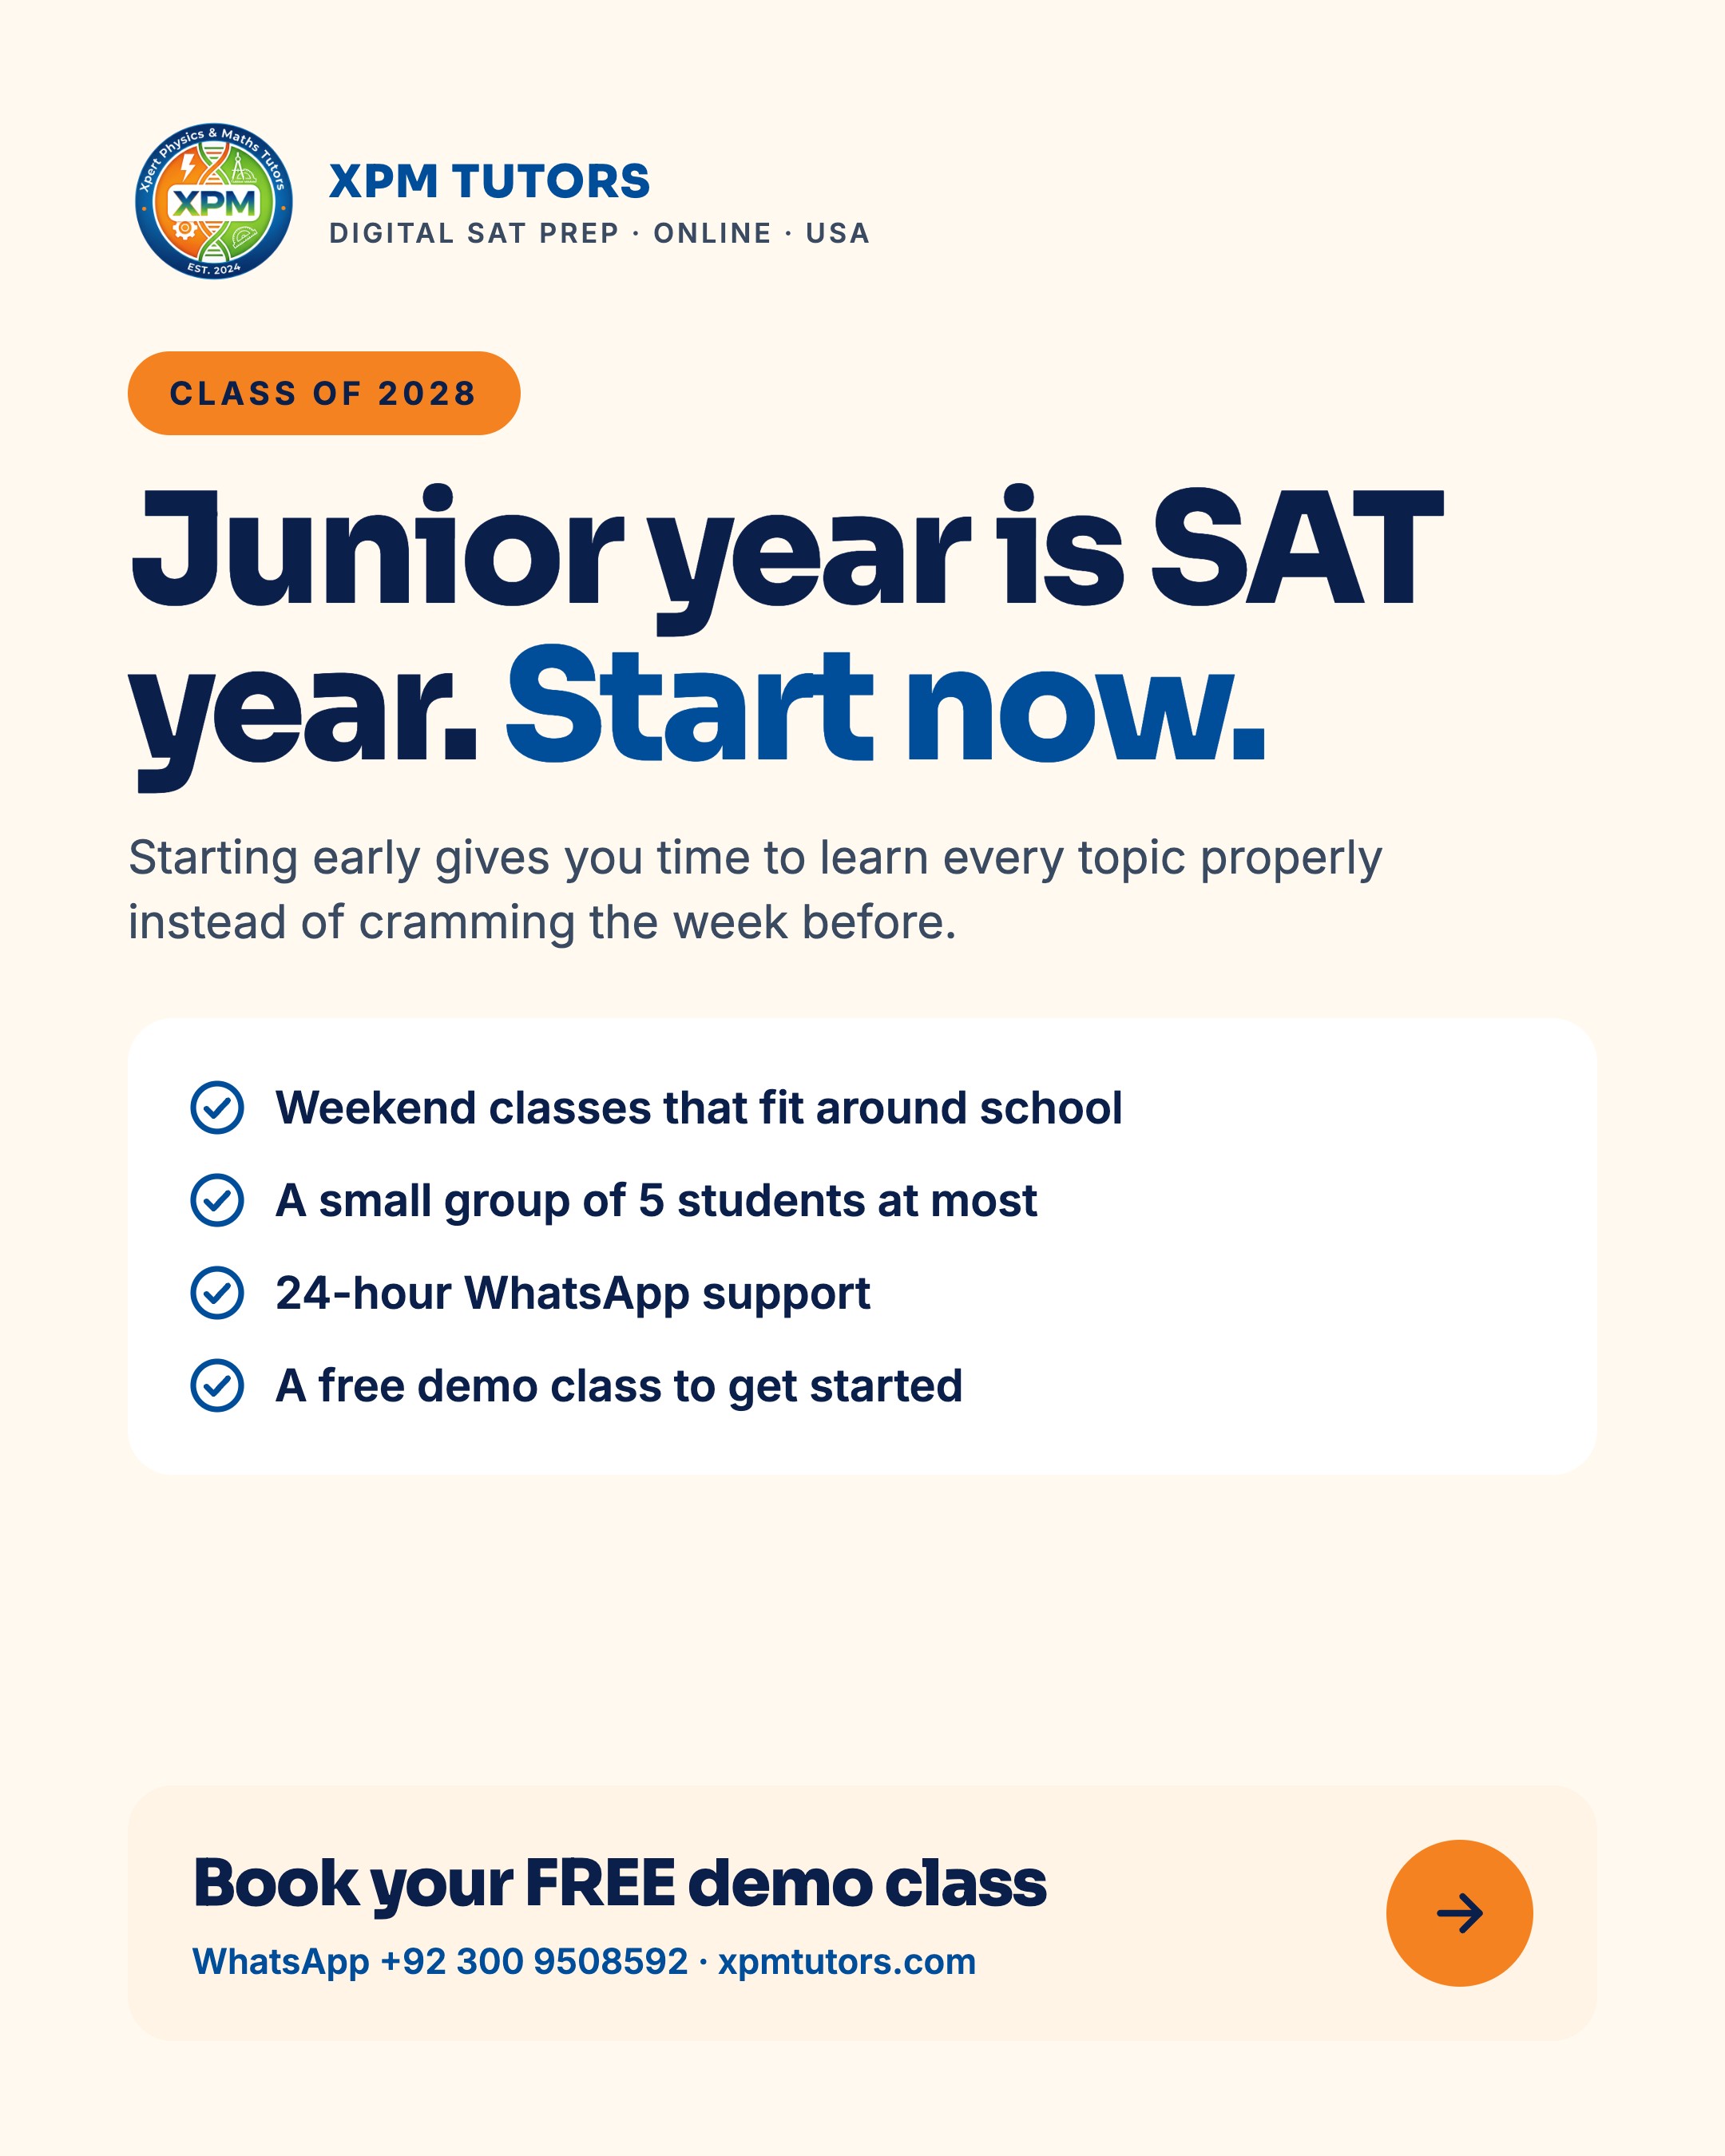 Xpert Physics & Maths Tutors
XPM
EST. 2024
XPM TUTORS
DIGITAL SAT PREP · ONLINE · USA
CLASS OF 2028
Junior year is SAT
year. Start now.
Starting early gives you time to learn every topic properly
instead of cramming the week before.
Weekend classes that fit around school
A small group of 5 students at most
24-hour WhatsApp support
A free demo class to get started
Book your FREE demo class
WhatsApp +92 300 9508592 · xpmtutors.com